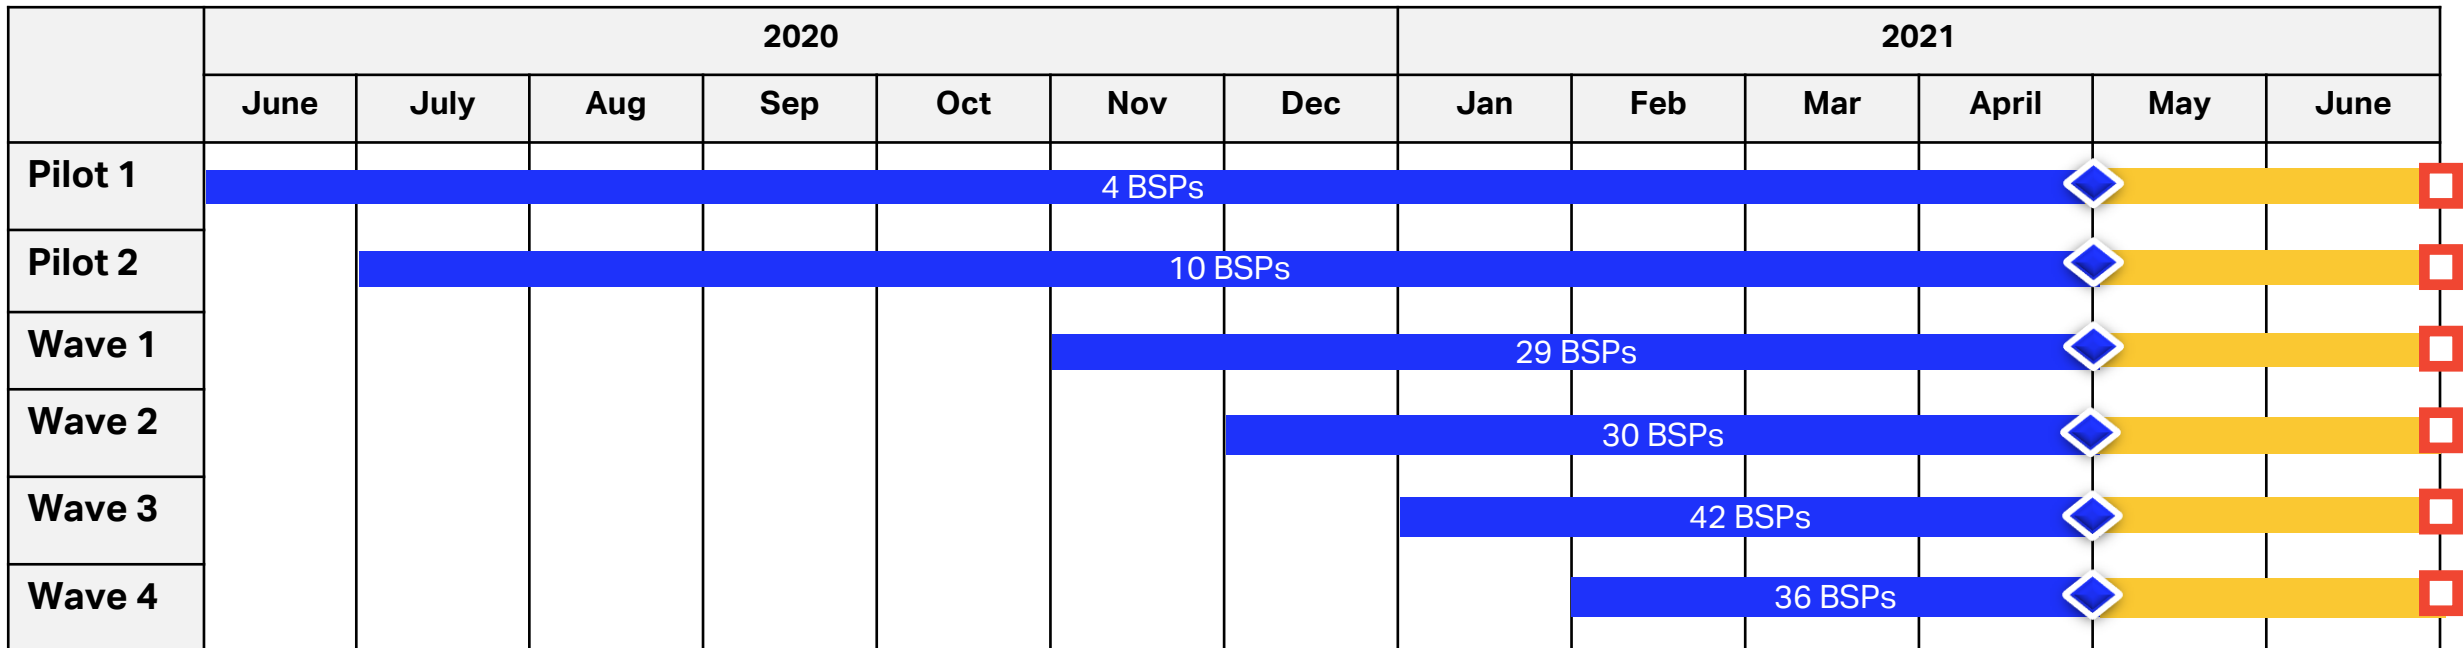 2020 2021
June July Aug Sep Oct Nov Dec Jan Feb Mar April May June
Pilot 1 4 BSPs
Pilot 2 10 BSPs
Wave 1 29 BSPs
Wave 2 30 BSPs
Wave 3 42 BSPs
Wave 4 36 BSPs